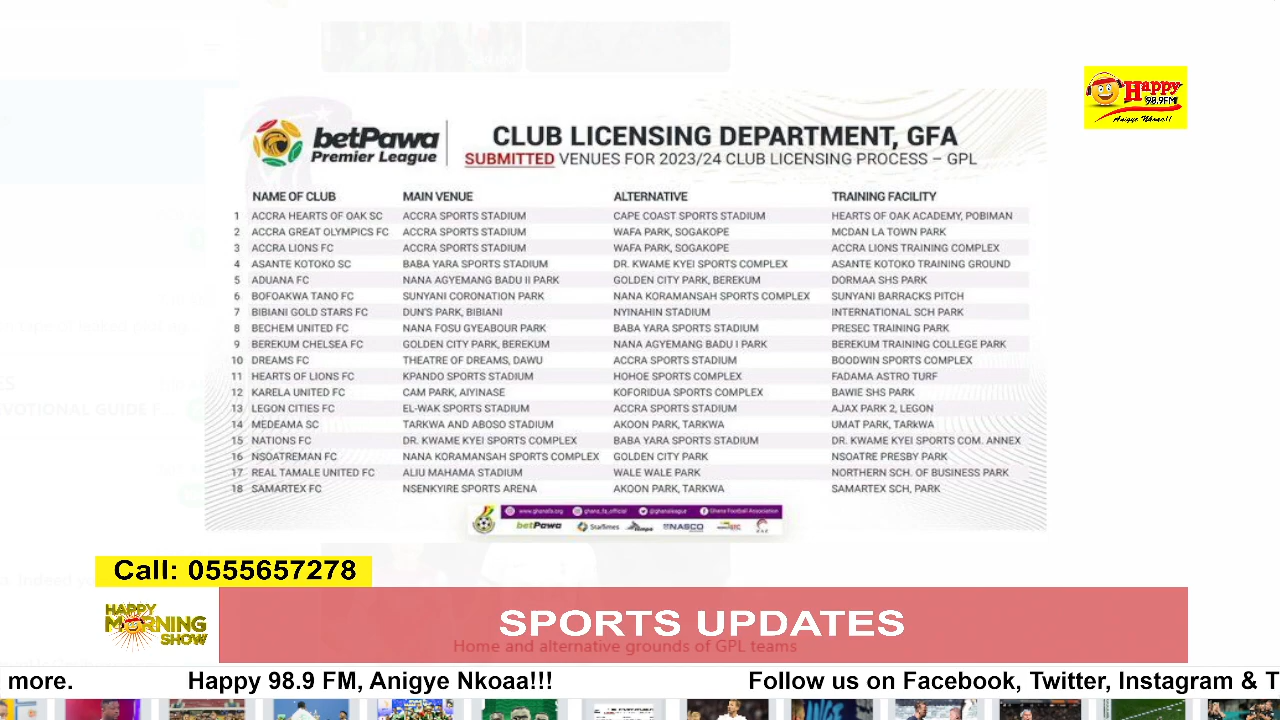 Happy
98.9FM
Anigye Nkoaa!!
betPawa
Premier League
CLUB LICENSING DEPARTMENT, GFA
SUBMITTED VENUES FOR 2023/24 CLUB LICENSING PROCESS – GPL
NAME OF CLUB MAIN VENUE ALTERNATIVE TRAINING FACILITY
1 ACCRA HEARTS OF OAK SC ACCRA SPORTS STADIUM CAPE COAST SPORTS STADIUM HEARTS OF OAK ACADEMY, POBIMAN
2 ACCRA GREAT OLYMPICS FC ACCRA SPORTS STADIUM WAFA PARK, SOGAKOPE MCDAN LA TOWN PARK
3 ACCRA LIONS FC ACCRA SPORTS STADIUM WAFA PARK, SOGAKOPE ACCRA LIONS TRAINING COMPLEX
4 ASANTE KOTOKO SC BABA YARA SPORTS STADIUM DR. KWAME KYEI SPORTS COMPLEX ASANTE KOTOKO TRAINING GROUND
5 ADUANA FC NANA AGYEMANG BADU II PARK GOLDEN CITY PARK, BEREKUM DORMAA SHS PARK
6 BOFOAKWA TANO FC SUNYANI CORONATION PARK NANA KORAMANSAH SPORTS COMPLEX SUNYANI BARRACKS PITCH
7 BIBIANI GOLD STARS FC DUN'S PARK, BIBIANI NYINAHIN STADIUM INTERNATIONAL SCH PARK
8 BECHEM UNITED FC NANA FOSU GYEABOUR PARK BABA YARA SPORTS STADIUM PRESEC TRAINING PARK
9 BEREKUM CHELSEA FC GOLDEN CITY PARK, BEREKUM NANA AGYEMANG BADU I PARK BEREKUM TRAINING COLLEGE PARK
10 DREAMS FC THEATRE OF DREAMS, DAWU ACCRA SPORTS STADIUM BOODWIN SPORTS COMPLEX
11 HEARTS OF LIONS FC KPANDO SPORTS STADIUM HOHOE SPORTS COMPLEX FADAMA ASTRO TURF
12 KARELA UNITED FC CAM PARK, AIYINASE KOFORIDUA SPORTS COMPLEX BAWIE SHS PARK
13 LEGON CITIES FC EL-WAK SPORTS STADIUM ACCRA SPORTS STADIUM AJAX PARK 2, LEGON
14 MEDEAMA SC TARKWA AND ABOSO STADIUM AKOON PARK, TARKWA UMAT PARK, TARKWA
15 NATIONS FC DR. KWAME KYEI SPORTS COMPLEX BABA YARA SPORTS STADIUM DR. KWAME KYEI SPORTS COM. ANNEX
16 NSOATREMAN FC NANA KORAMANSAH SPORTS COMPLEX GOLDEN CITY PARK NSOATRE PRESBY PARK
17 REAL TAMALE UNITED FC ALIU MAHAMA STADIUM WALE WALE PARK NORTHERN SCH. OF BUSINESS PARK
18 SAMARTEX FC NSENKYIRE SPORTS ARENA AKOON PARK, TARKWA SAMARTEX SCH, PARK
www.ghanafa.org ghana_fa_official @ghanaleague Ghana Football Association
betPawa StarTimes NASCO
Call: 0555657278
HAPPY
MORNING
SHOW
SPORTS UPDATES
Home and alternative grounds of GPL teams
more. Happy 98.9 FM, Anigye Nkoaa!!! Follow us on Facebook, Twitter, Instagram & T